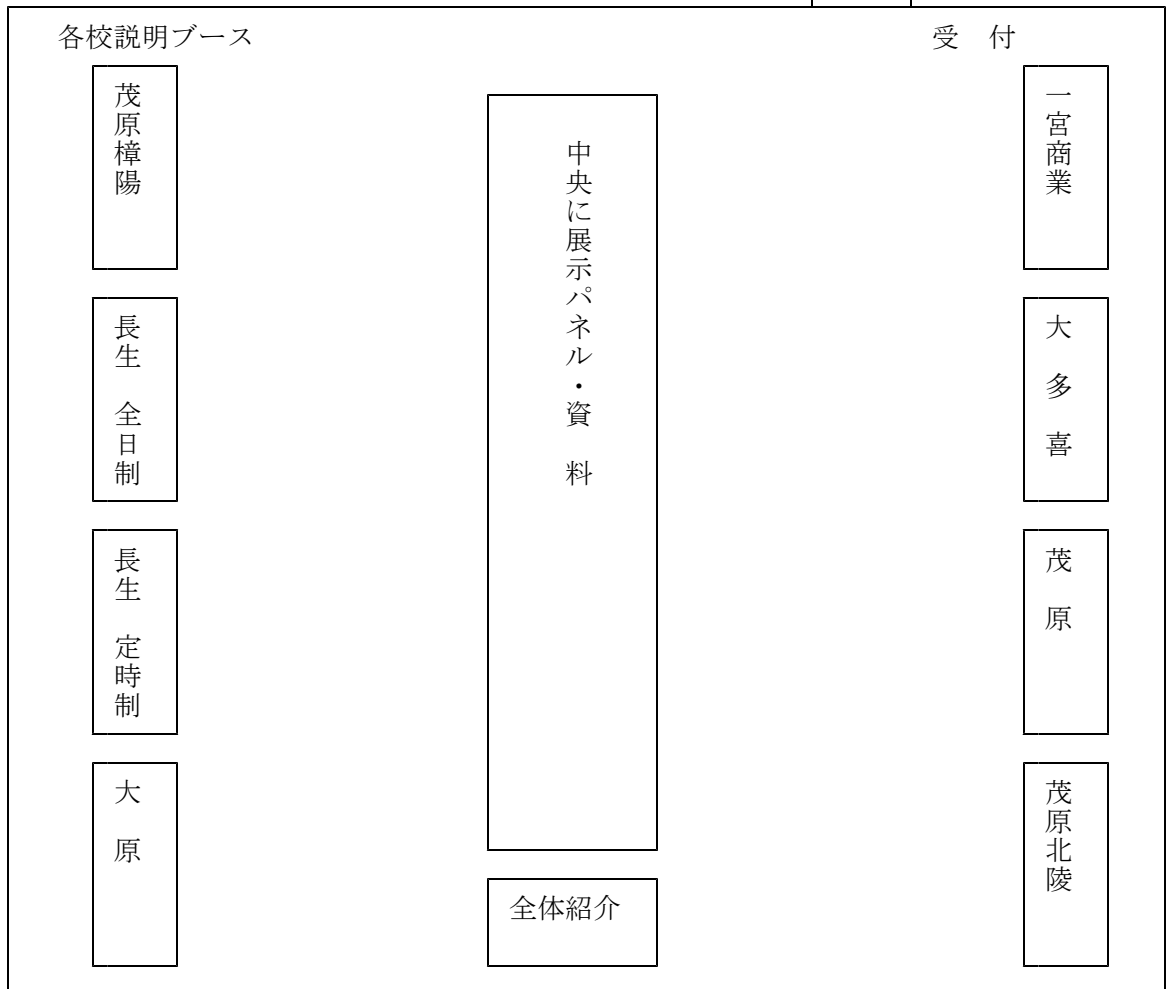 各校説明ブース
受　付
茂原樟陽
長生　全日制
長生　定時制
大　原
中央に展示パネル・資　料
全体紹介
一宮商業
大　多　喜
茂　原
茂原北陵